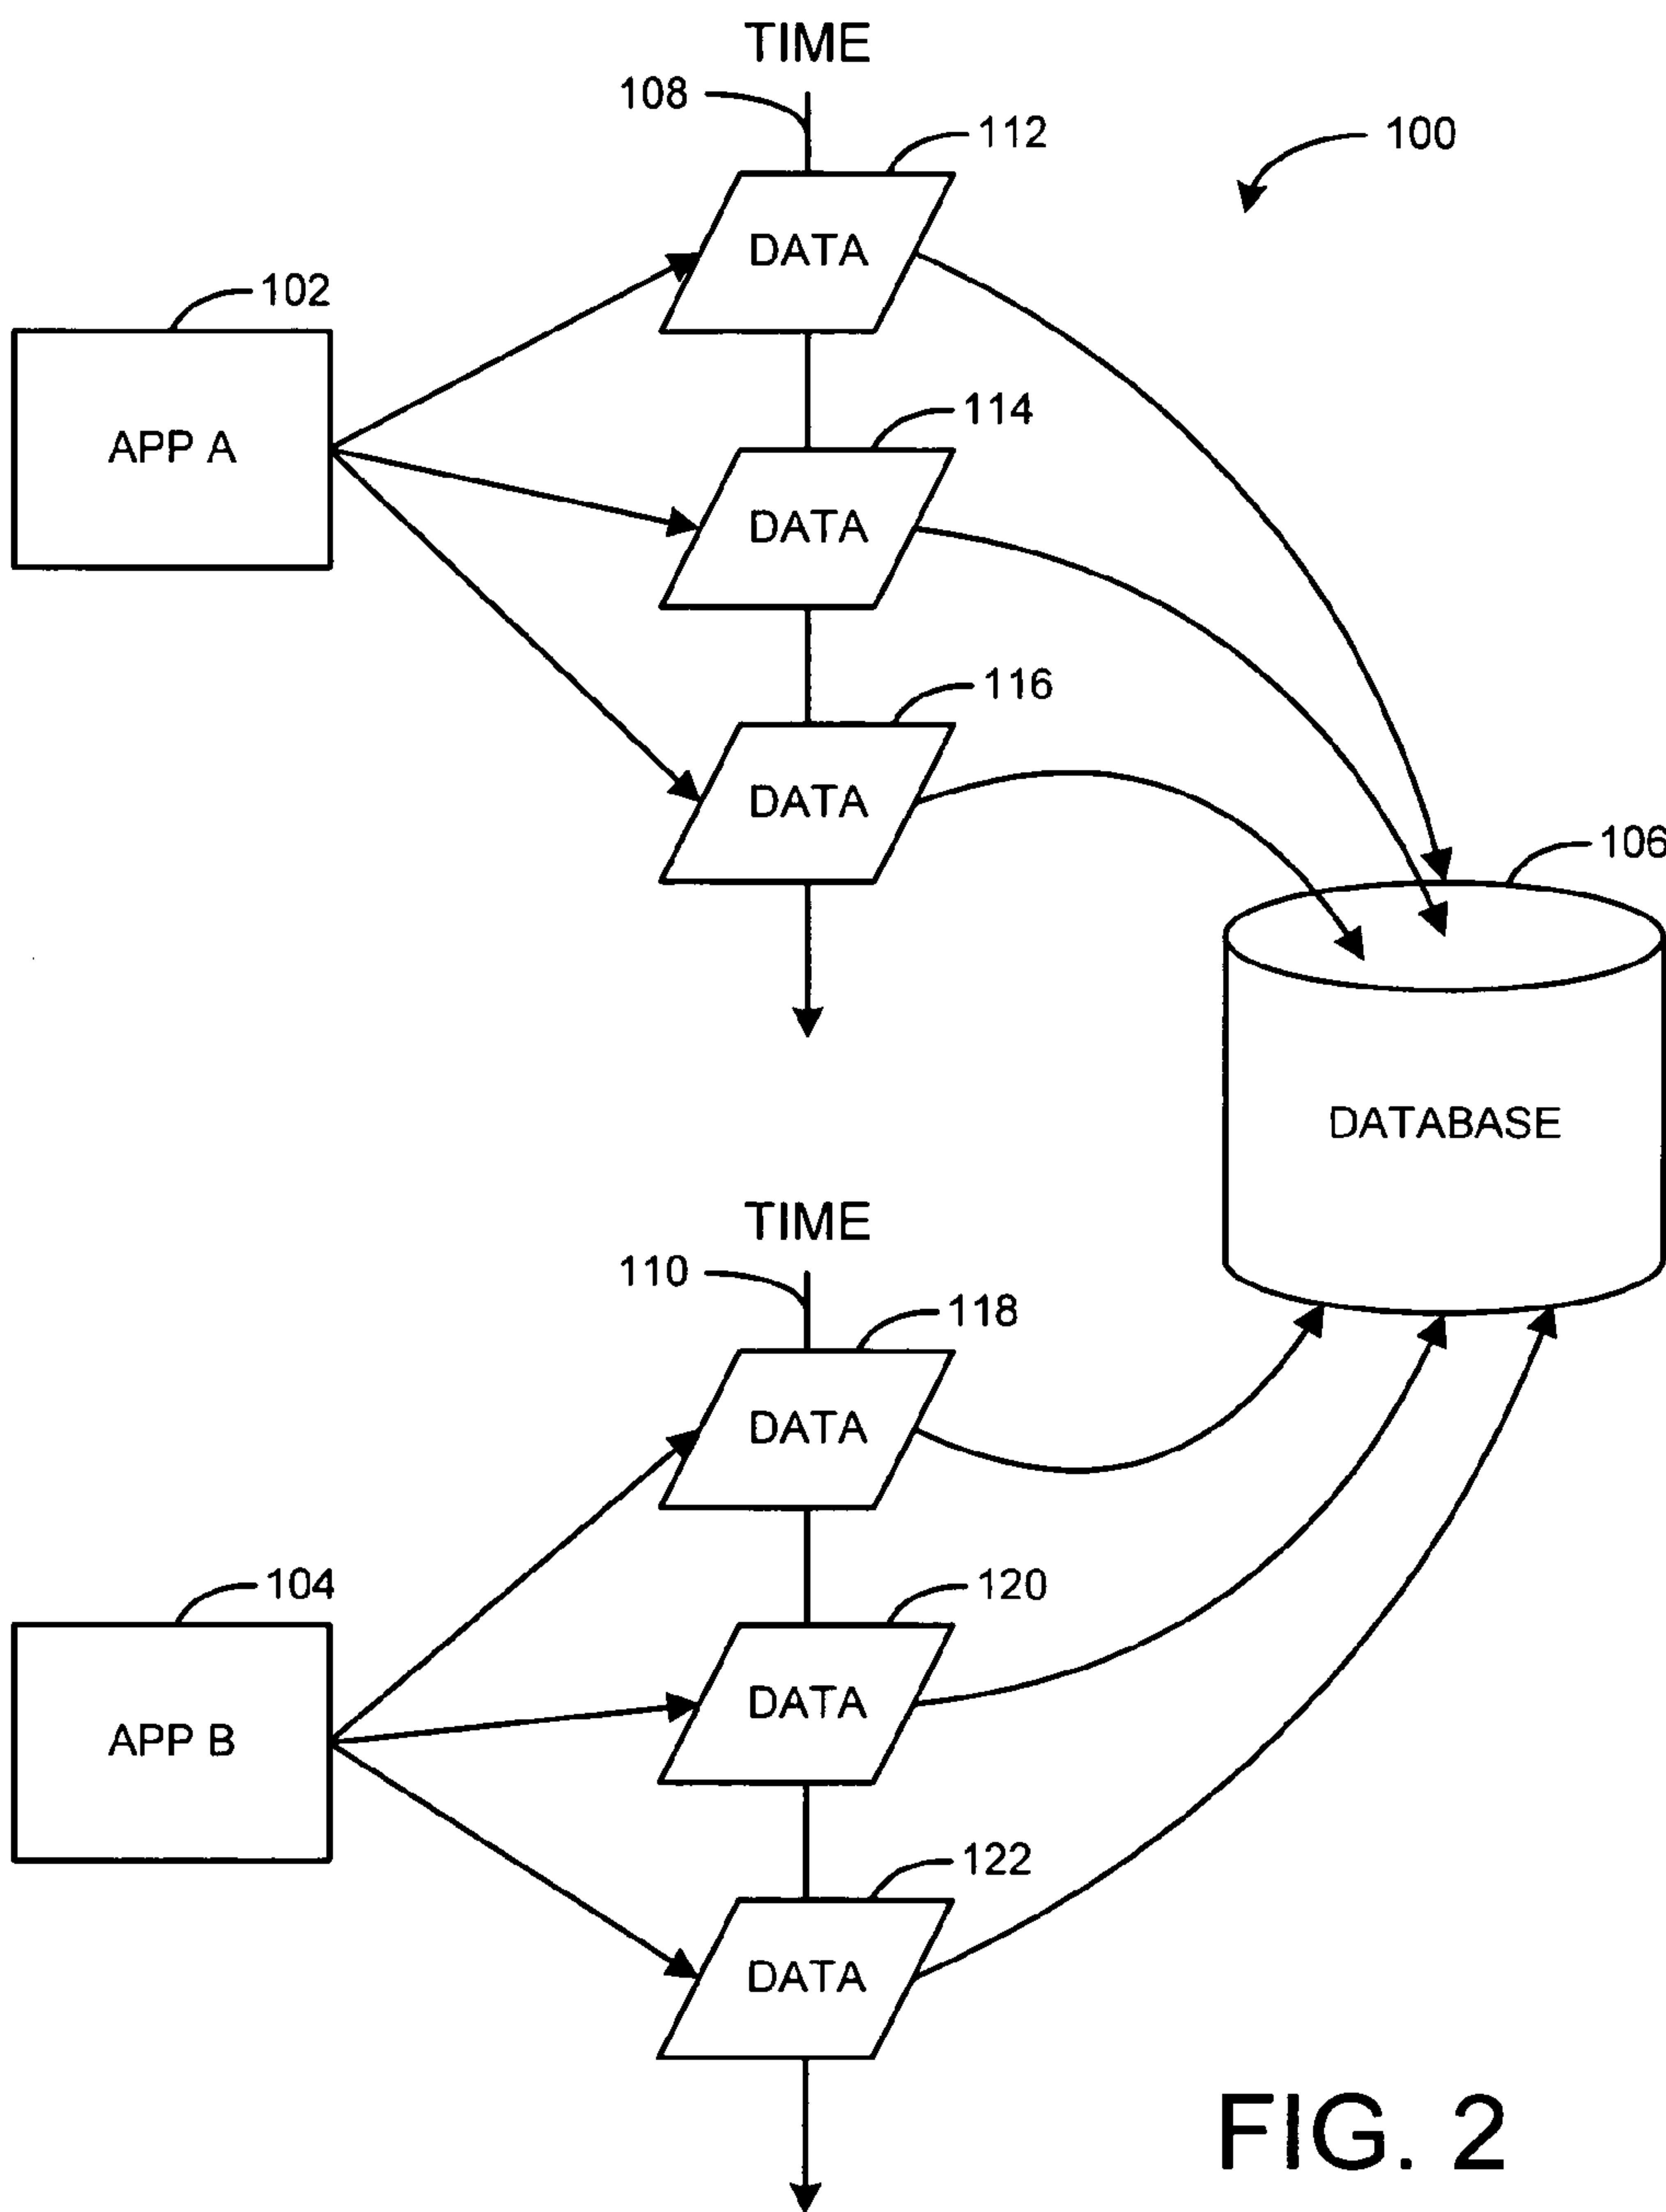 TIME
108
112
100
DATA
102
APP A
114
DATA
116
DATA
106
DATABASE
TIME
110
118
DATA
104
APP B
120
DATA
122
DATA
FIG. 2